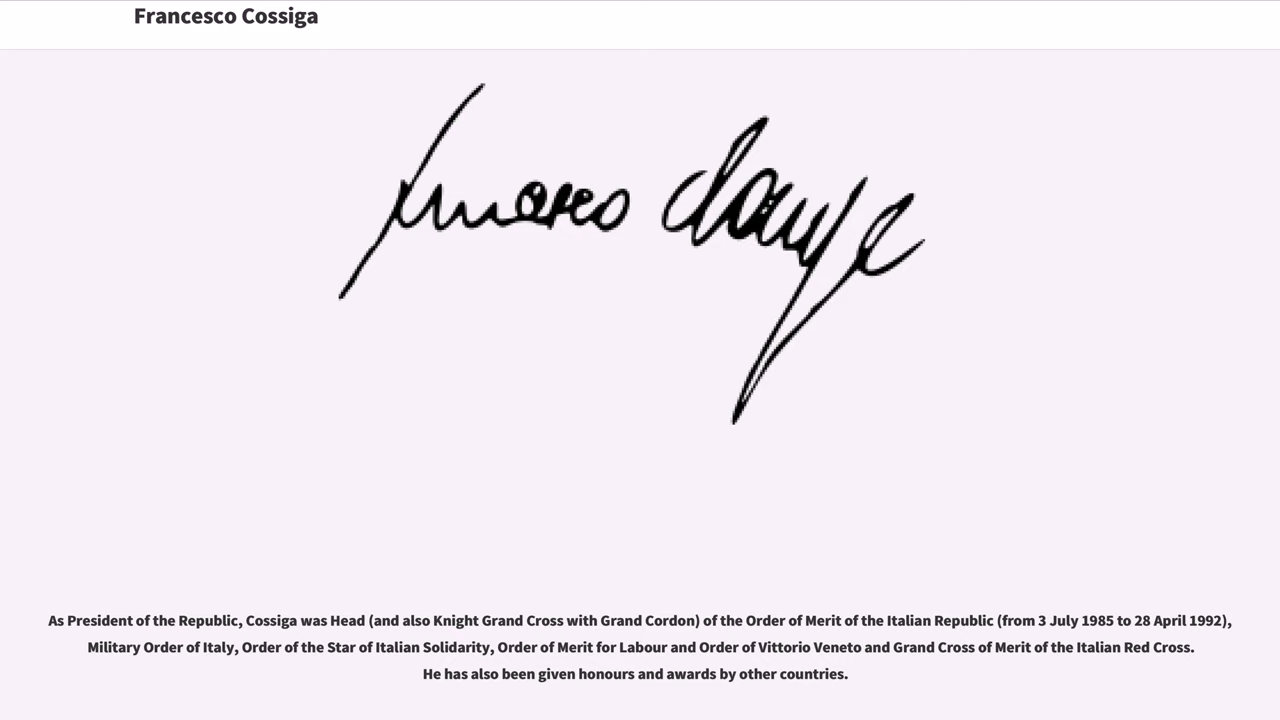 Francesco Cossiga
As President of the Republic, Cossiga was Head (and also Knight Grand Cross with Grand Cordon) of the Order of Merit of the Italian Republic (from 3 July 1985 to 28 April 1992),
Military Order of Italy, Order of the Star of Italian Solidarity, Order of Merit for Labour and Order of Vittorio Veneto and Grand Cross of Merit of the Italian Red Cross.
He has also been given honours and awards by other countries.